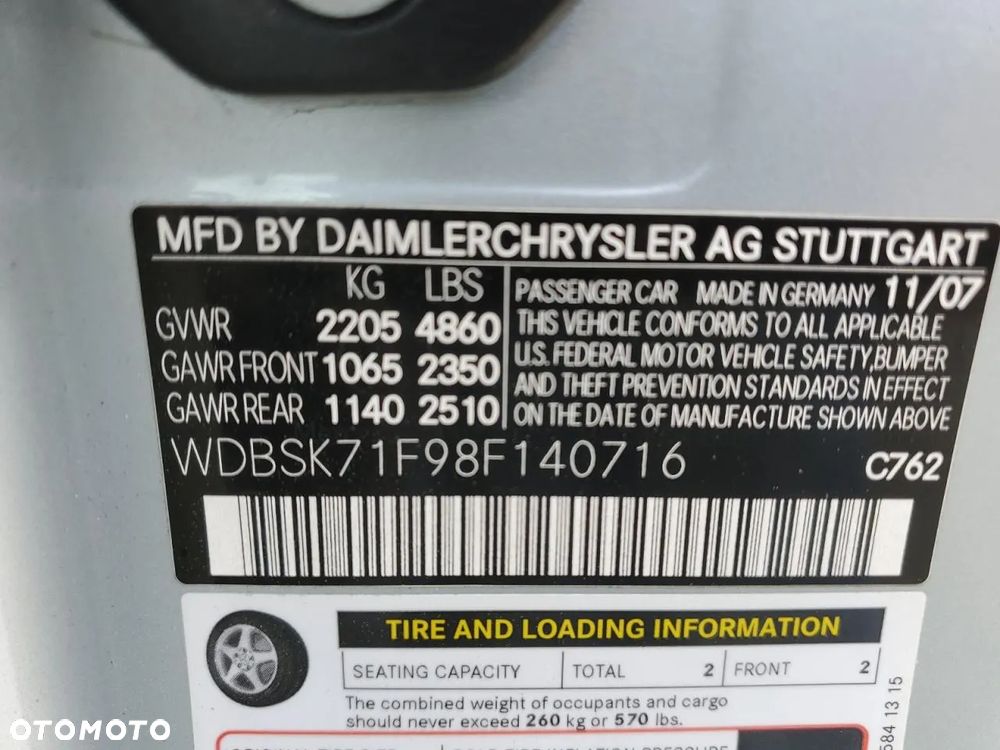 MFD BY DAIMLERCHRYSLER AG STUTTGART
KG LBS
GVWR 2205 4860
GAWR FRONT 1065 2350
GAWR REAR 1140 2510
PASSENGER CAR MADE IN GERMANY 11/07
THIS VEHICLE CONFORMS TO ALL APPLICABLE
U.S. FEDERAL MOTOR VEHICLE SAFETY, BUMPER
AND THEFT PREVENTION STANDARDS IN EFFECT
ON THE DATE OF MANUFACTURE SHOWN ABOVE
WDBSK71F98F140716 C762
TIRE AND LOADING INFORMATION
SEATING CAPACITY TOTAL 2 FRONT 2
The combined weight of occupants and cargo
should never exceed 260 kg or 570 lbs.
584 13 15
OTOMOTO